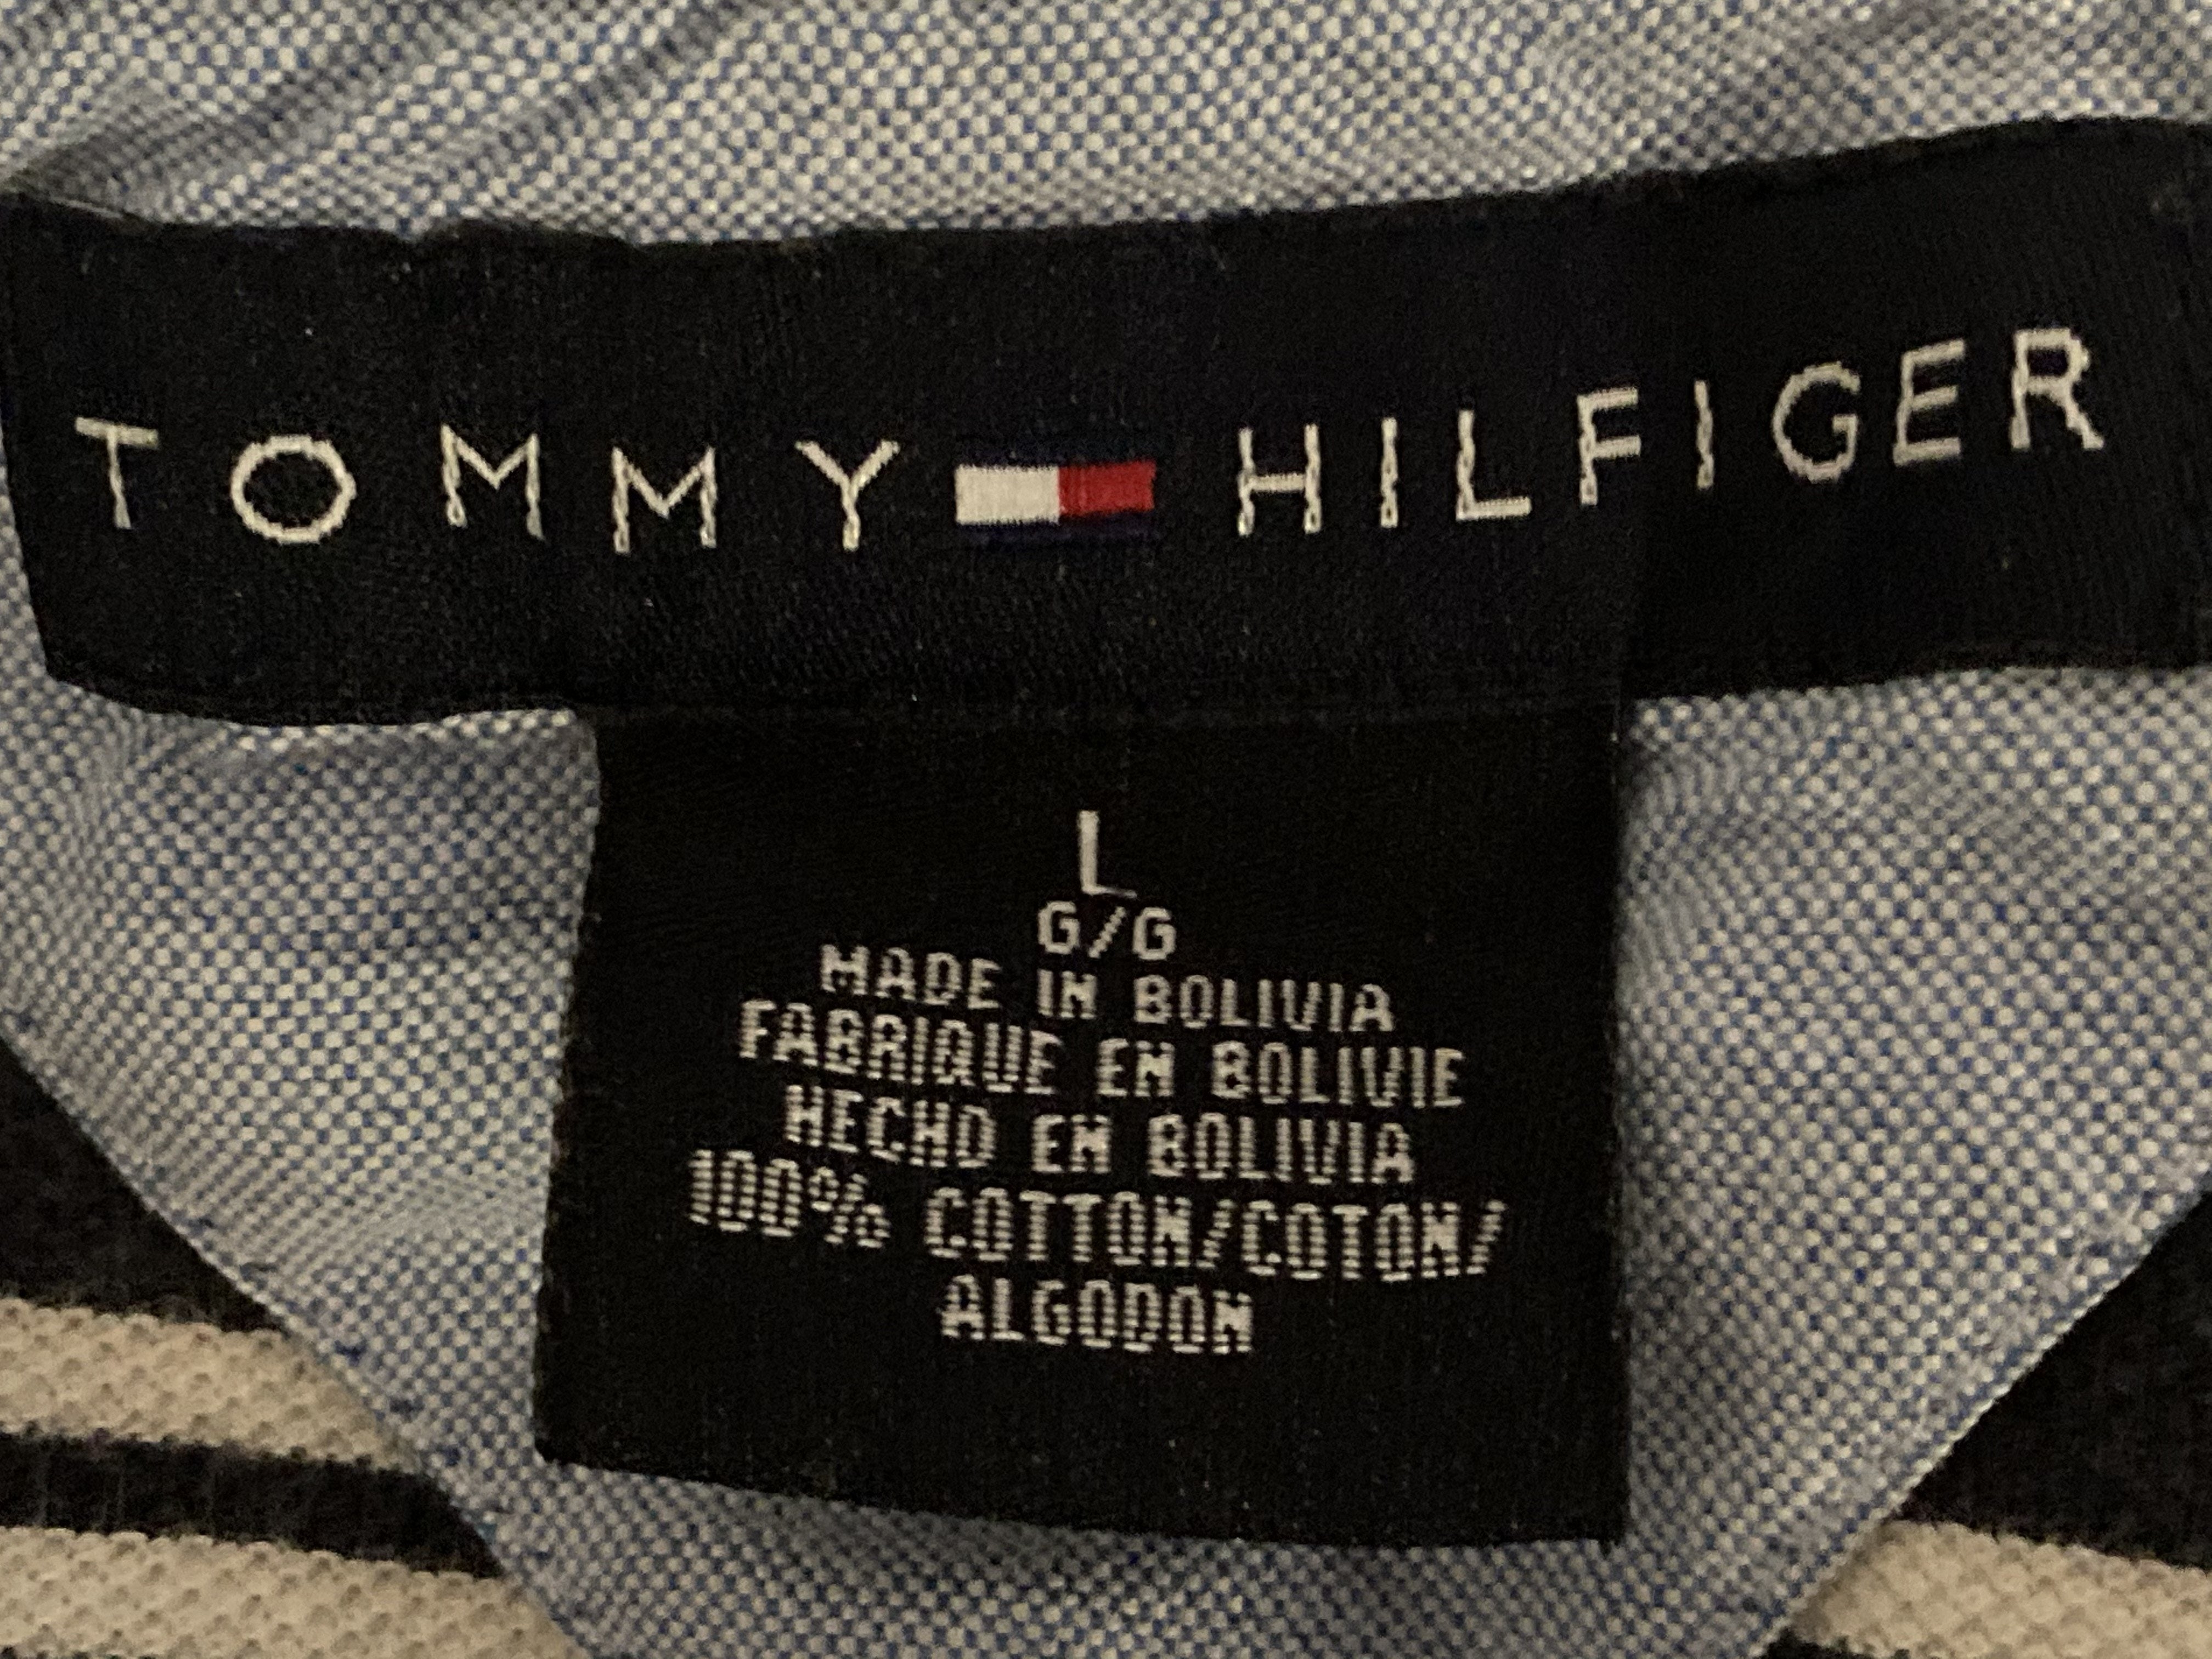 TOMMY HILFIGER
L
G/G
MADE IN BOLIVIA
FABRIQUE EN BOLIVIE
HECHO EN BOLIVIA
100% COTTON/COTON/
ALGODON